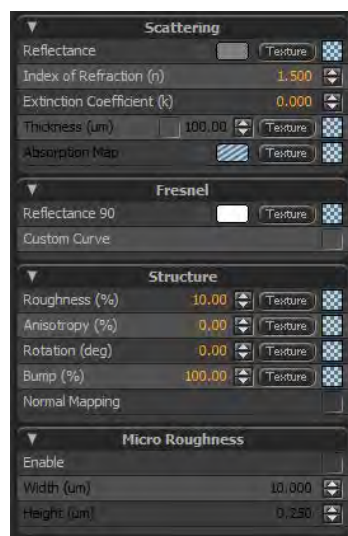 Scattering
Reflectance Texture
Index of Refraction (n) 1.500
Extinction Coefficient (k) 0.000
Thickness (um) 100.00 Texture
Absorption Map Texture
Fresnel
Reflectance 90 Texture
Custom Curve
Structure
Roughness (%) 10.00 Texture
Anisotropy (%) 0.00 Texture
Rotation (deg) 0.00 Texture
Bump (%) 100.00 Texture
Normal Mapping
Micro Roughness
Enable
Width (um) 10.000
Height (um) 0.250